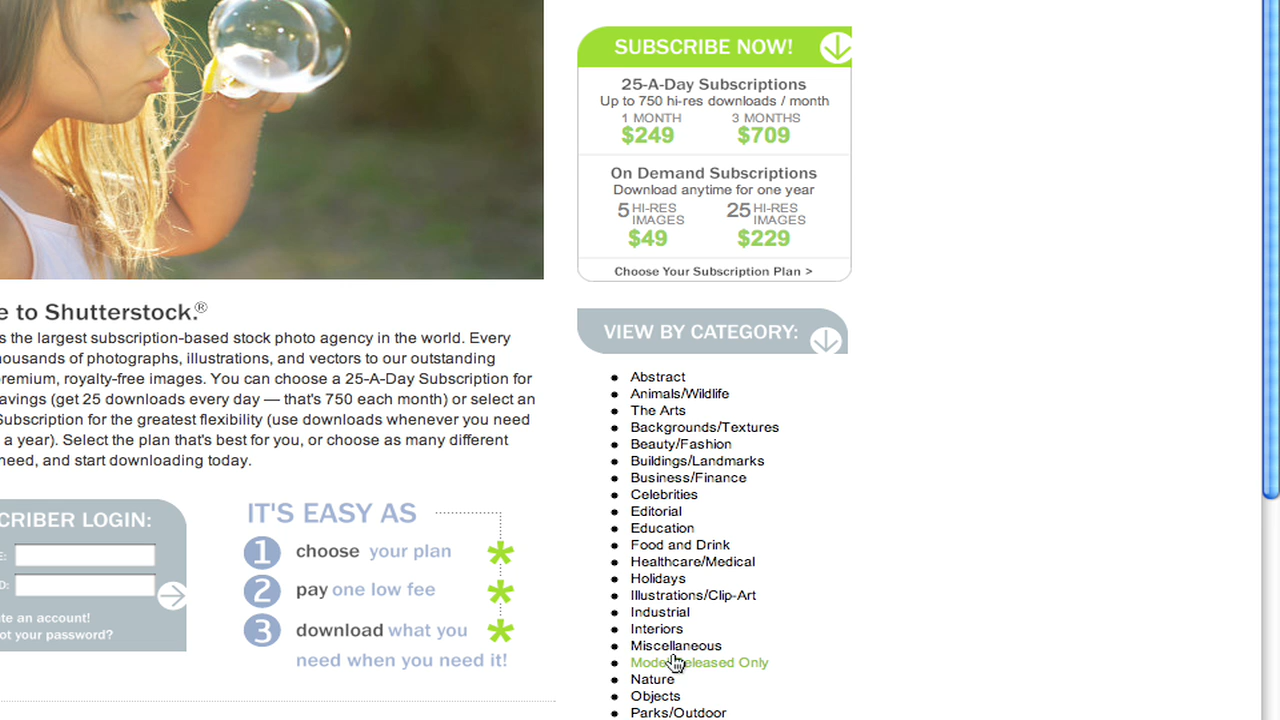 e to Shutterstock.®
s the largest subscription-based stock photo agency in the world. Every
ousands of photographs, illustrations, and vectors to our outstanding
remium, royalty-free images. You can choose a 25-A-Day Subscription for
avings (get 25 downloads every day — that's 750 each month) or select an
Subscription for the greatest flexibility (use downloads whenever you need
a year). Select the plan that's best for you, or choose as many different
need, and start downloading today.
CRIBER LOGIN:
E:
D:
te an account!
ot your password?
IT'S EASY AS
1 choose your plan *
2 pay one low fee *
3 download what you *
need when you need it!
SUBSCRIBE NOW!
25-A-Day Subscriptions
Up to 750 hi-res downloads / month
1 MONTH 3 MONTHS
$249 $709
On Demand Subscriptions
Download anytime for one year
5 HI-RES IMAGES 25 HI-RES IMAGES
$49 $229
Choose Your Subscription Plan >
VIEW BY CATEGORY:
Abstract
Animals/Wildlife
The Arts
Backgrounds/Textures
Beauty/Fashion
Buildings/Landmarks
Business/Finance
Celebrities
Editorial
Education
Food and Drink
Healthcare/Medical
Holidays
Illustrations/Clip-Art
Industrial
Interiors
Miscellaneous
Model Released Only
Nature
Objects
Parks/Outdoor